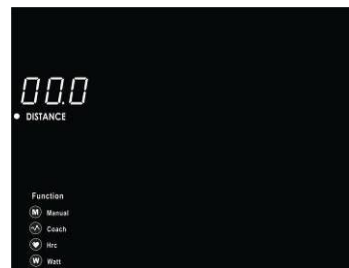 00.0
DISTANCE
Function
M Manual
Coach
Hrc
W Watt